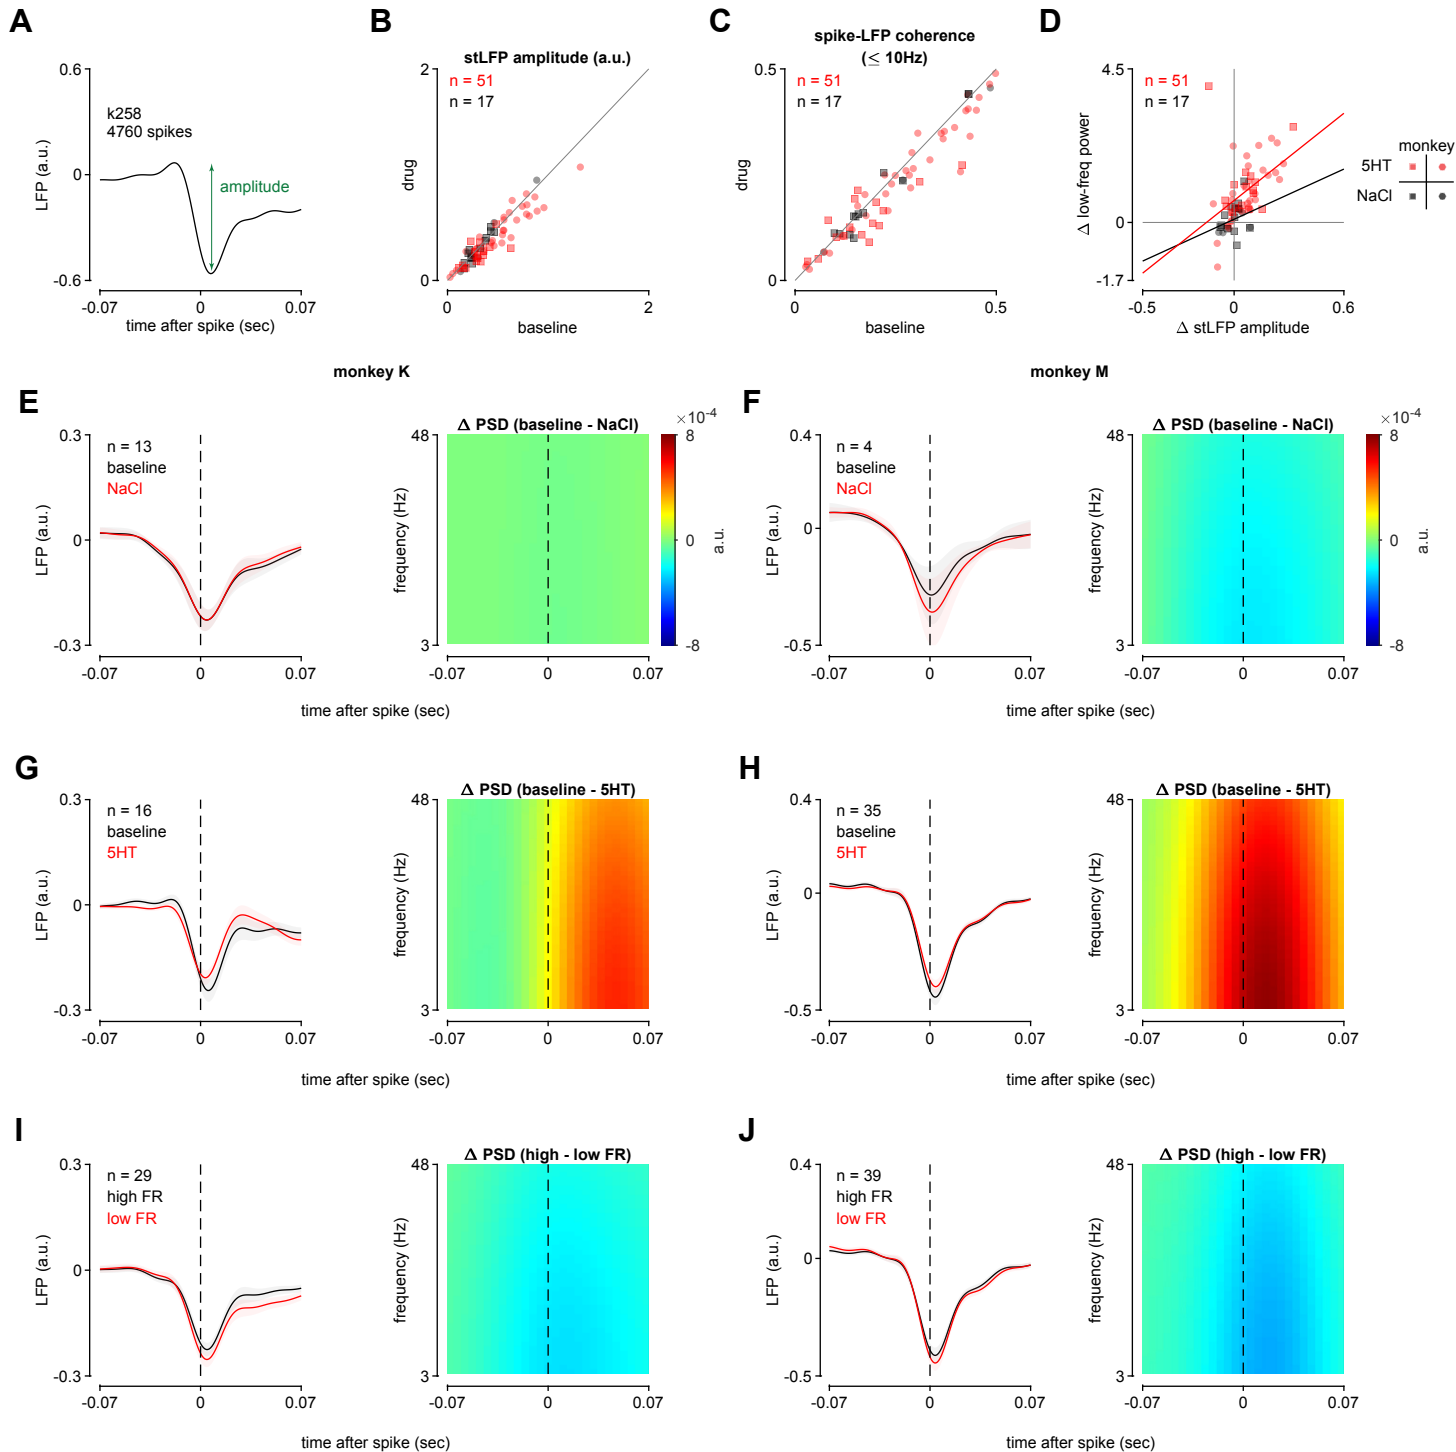 A
0.6
0
-0.6
LFP (a.u.)
k258
4760 spikes
amplitude
-0.07
0
0.07
time after spike (sec)
B
stLFP amplitude (a.u.)
2
0
drug
n = 51
n = 17
0
2
baseline
C
spike-LFP coherence
(≤ 10Hz)
0.5
0
drug
n = 51
n = 17
0
0.5
baseline
D
4.5
0
-1.7
Δ low-freq power
n = 51
n = 17
-0.5
0
0.6
Δ stLFP amplitude
monkey
5HT
NaCl
monkey K
monkey M
E
0.3
0
-0.3
LFP (a.u.)
n = 13
baseline
NaCl
-0.07
0
0.07
Δ PSD (baseline - NaCl)
48
3
frequency (Hz)
-0.07
0
0.07
×10-4
8
0
-8
a.u.
time after spike (sec)
F
0.4
0
-0.5
LFP (a.u.)
n = 4
baseline
NaCl
-0.07
0
0.07
Δ PSD (baseline - NaCl)
48
3
frequency (Hz)
-0.07
0
0.07
×10-4
8
0
-8
a.u.
time after spike (sec)
G
0.3
0
-0.3
LFP (a.u.)
n = 16
baseline
5HT
-0.07
0
0.07
Δ PSD (baseline - 5HT)
48
3
frequency (Hz)
-0.07
0
0.07
time after spike (sec)
H
0.4
0
-0.5
LFP (a.u.)
n = 35
baseline
5HT
-0.07
0
0.07
Δ PSD (baseline - 5HT)
48
3
frequency (Hz)
-0.07
0
0.07
time after spike (sec)
I
0.3
0
-0.3
LFP (a.u.)
n = 29
high FR
low FR
-0.07
0
0.07
Δ PSD (high - low FR)
48
3
frequency (Hz)
-0.07
0
0.07
time after spike (sec)
J
0.4
0
-0.5
LFP (a.u.)
n = 39
high FR
low FR
-0.07
0
0.07
Δ PSD (high - low FR)
48
3
frequency (Hz)
-0.07
0
0.07
time after spike (sec)